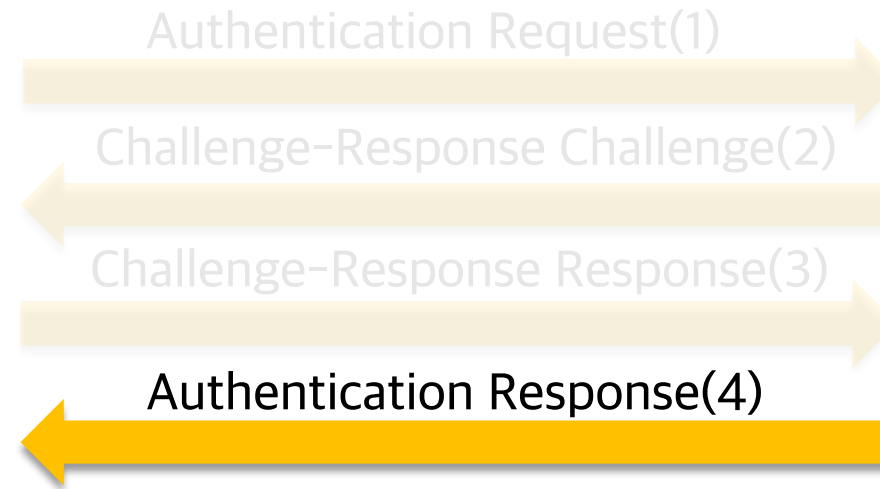 Authentication Request(1)
Challenge-Response Challenge(2)
Challenge-Response Response(3)
Authentication Response(4)